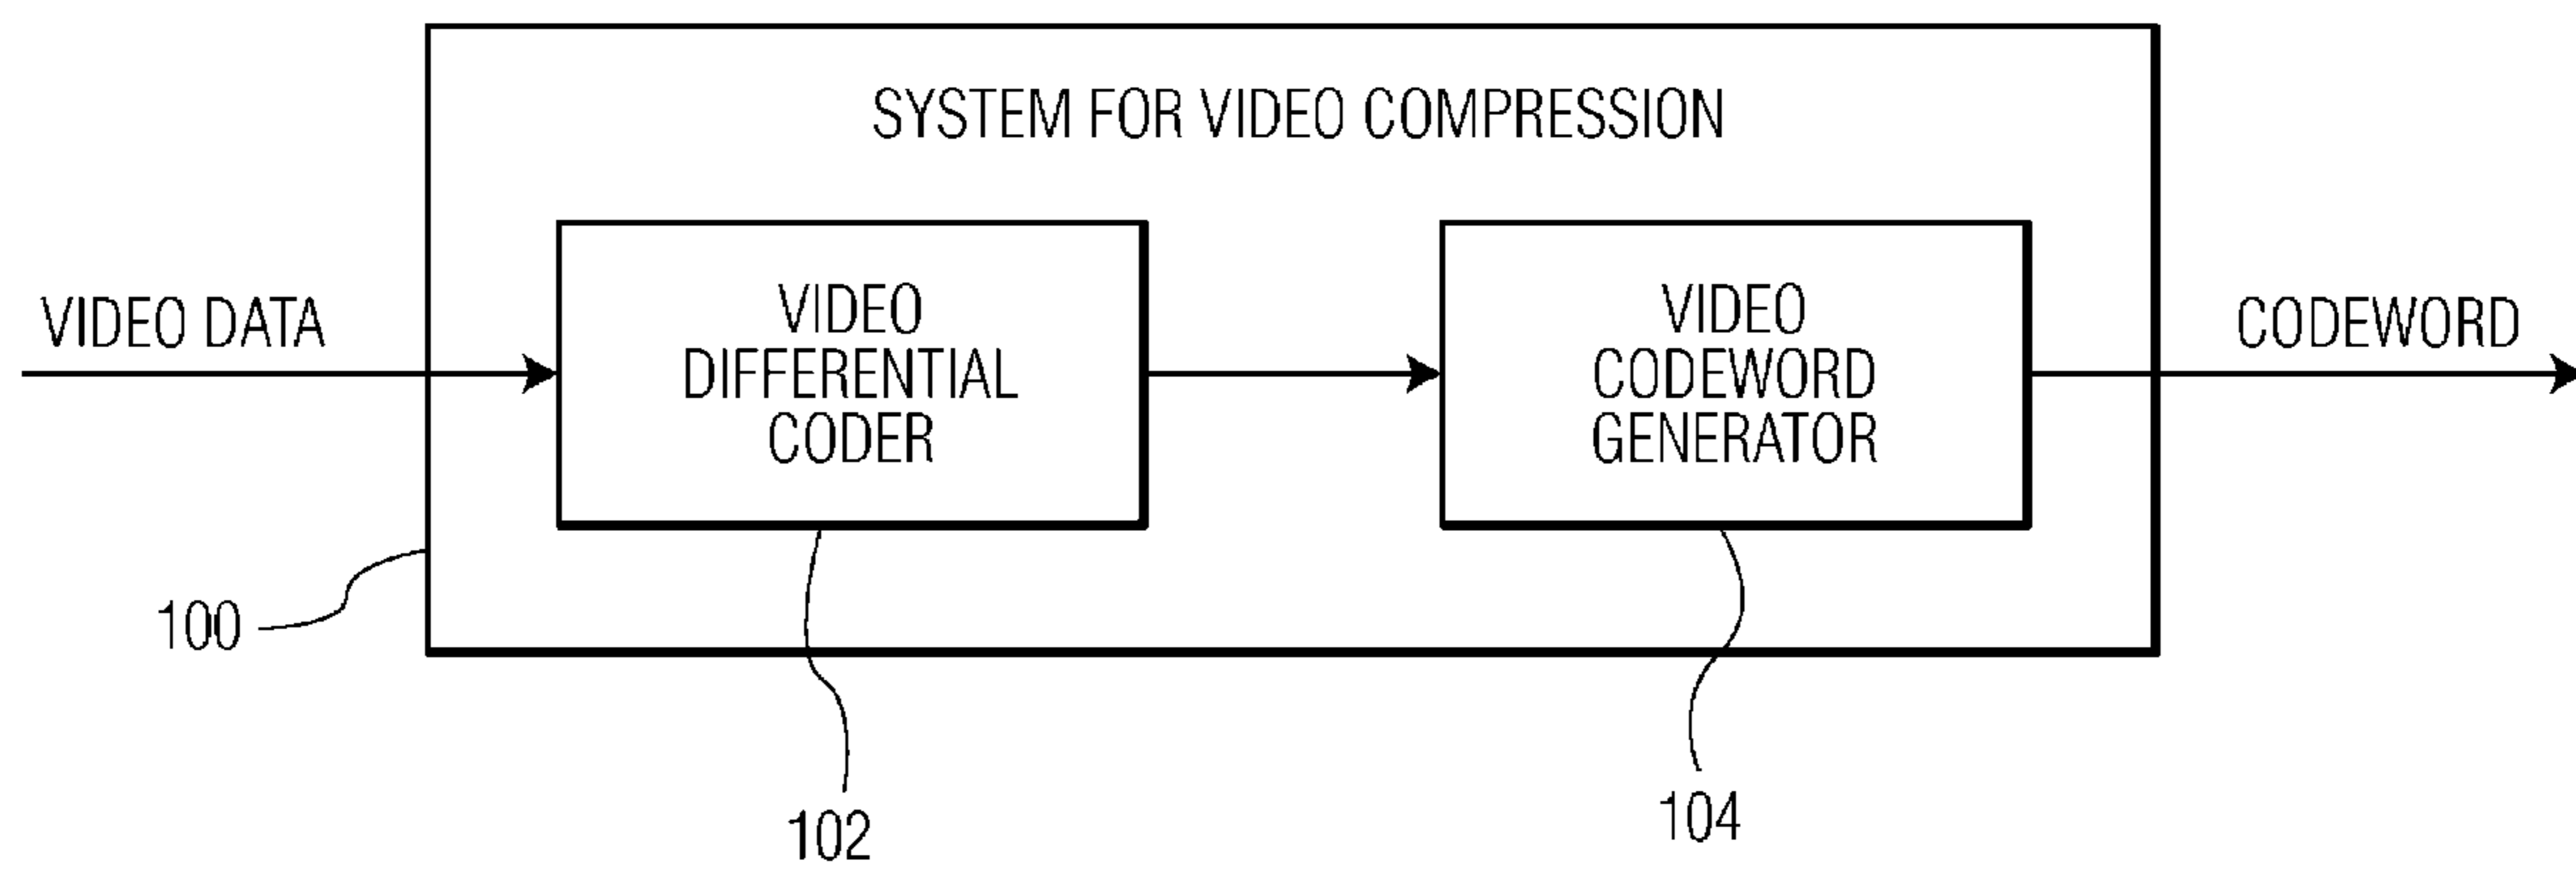 SYSTEM FOR VIDEO COMPRESSION
VIDEO DATA
VIDEO
DIFFERENTIAL
CODER
VIDEO
CODEWORD
GENERATOR
CODEWORD
100
102
104